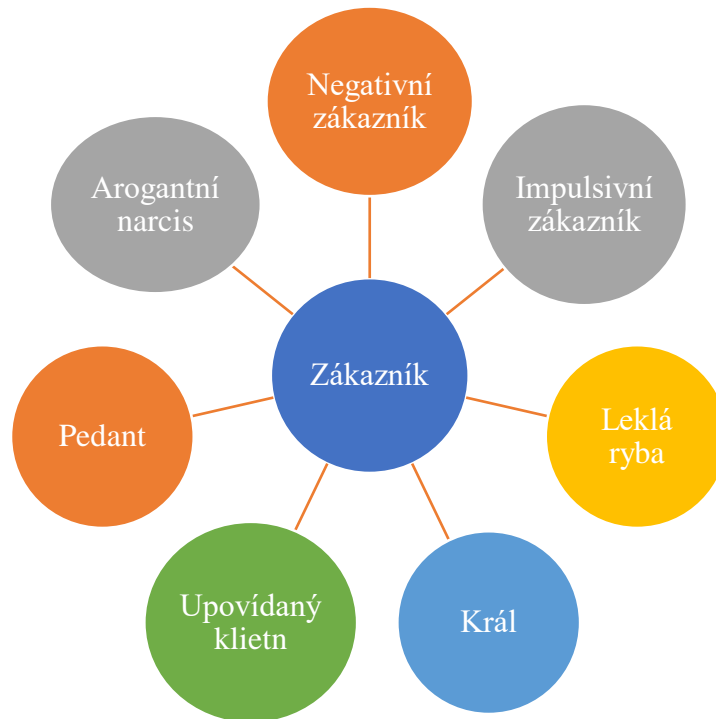 Negativní
zákazník
Impulsivní
zákazník
Leklá
ryba
Král
Upovídaný
klietn
Pedant
Arogantní
narcis
Zákazník